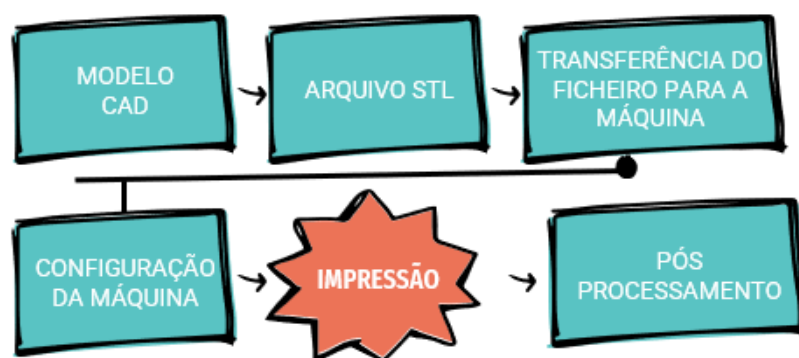 MODELO
CAD
ARQUIVO STL
TRANSFERÊNCIA DO
FICHEIRO PARA A
MÁQUINA
CONFIGURAÇÃO
DA MÁQUINA
IMPRESSÃO
PÓS
PROCESSAMENTO